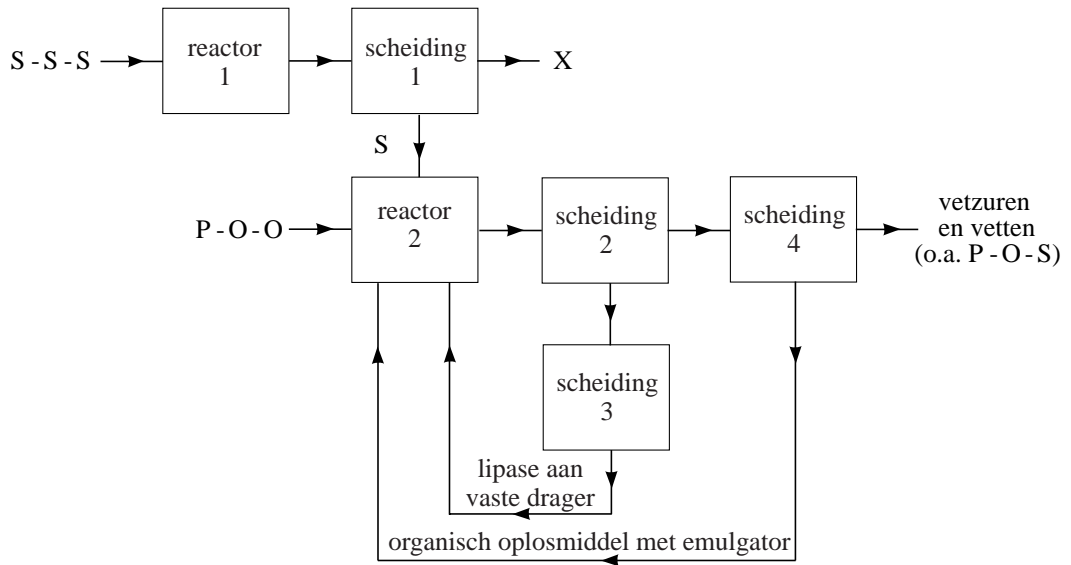 S - S - S
reactor
1
scheiding
1
X
S
P - O - O
reactor
2
scheiding
2
scheiding
4
vetzuren
en vetten
(o.a. P - O - S)
scheiding
3
lipase aan
vaste drager
organisch oplosmiddel met emulgator